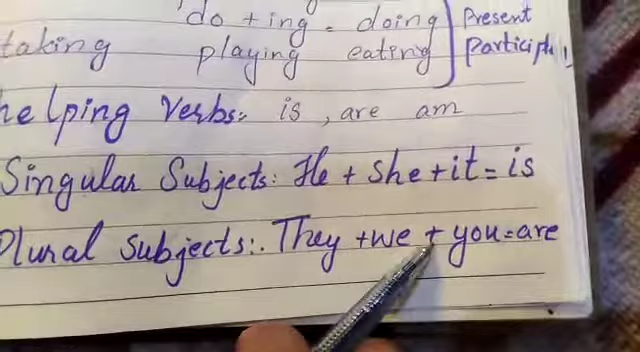 do + ing = doing
taking playing eating
Present
Participle
helping Verbs: is, are am
Singular Subjects: He + she + it = is
Plural Subjects:. They + we + you = are